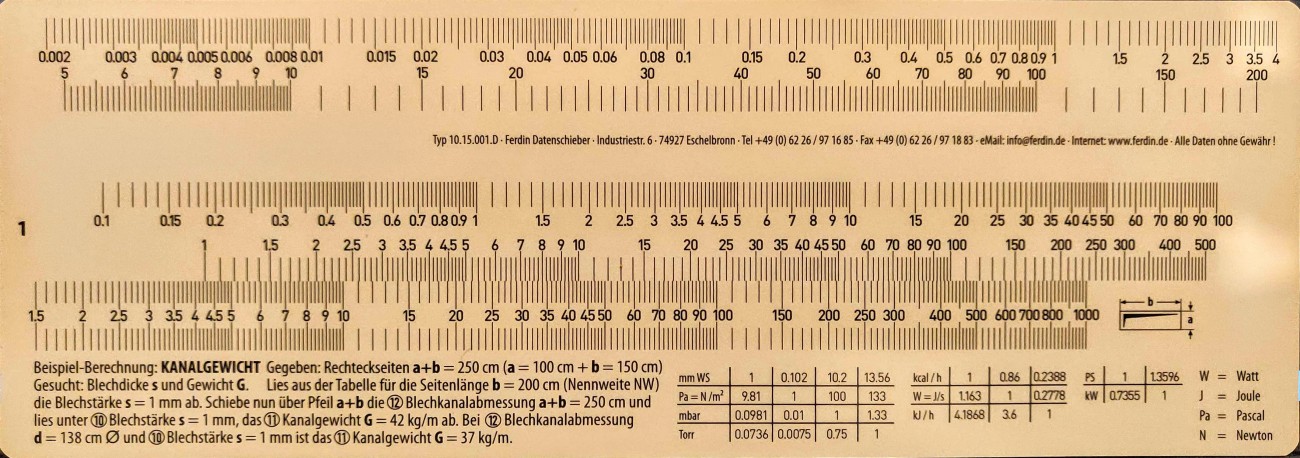 0.002 0.003 0.004 0.005 0.006 0.008 0.01 0.015 0.02 0.03 0.04 0.05 0.06 0.08 0.1 0.15 0.2 0.3 0.4 0.5 0.6 0.7 0.8 0.9 1 1.5 2 2.5 3 3.5 4
5 6 7 8 9 10 15 20 30 40 50 60 70 80 90 100 150 200
Typ 10.15.001.D · Ferdin Datenschieber · Industriestr. 6 · 74927 Eschelbronn · Tel +49 (0) 62 26 / 97 16 85 · Fax +49 (0) 62 26 / 97 18 83 · eMail: info@ferdin.de · Internet: www.ferdin.de · Alle Daten ohne Gewähr !
0.1 0.15 0.2 0.3 0.4 0.5 0.6 0.7 0.8 0.9 1 1.5 2 2.5 3 3.5 4 4.5 5 6 7 8 9 10 15 20 25 30 35 40 45 50 60 70 80 90 100
1
1 1.5 2 2.5 3 3.5 4 4.5 5 6 7 8 9 10 15 20 25 30 35 40 45 50 60 70 80 90 100 150 200 250 300 400 500
1.5 2 2.5 3 3.5 4 4.5 5 6 7 8 9 10 15 20 25 30 35 40 45 50 60 70 80 90 100 150 200 250 300 400 500 600 700 800 1000
b
a
Beispiel-Berechnung: KANALGEWICHT Gegeben: Rechteckseiten a+b = 250 cm (a = 100 cm + b = 150 cm)
Gesucht: Blechdicke s und Gewicht G. Lies aus der Tabelle für die Seitenlänge b = 200 cm (Nennweite NW)
die Blechstärke s = 1 mm ab. Schiebe nun über Pfeil a+b die ⑫ Blechkanalabmessung a+b = 250 cm und
lies unter ⑩ Blechstärke s = 1 mm, das ⑪ Kanalgewicht G = 42 kg/m ab. Bei ⑫ Blechkanalabmessung
d = 138 cm Ø und ⑩ Blechstärke s = 1 mm ist das ⑪ Kanalgewicht G = 37 kg/m.
mm WS 1 0.102 10.2 13.56
Pa = N/m² 9.81 1 100 133
mbar 0.0981 0.01 1 1.33
Torr 0.0736 0.0075 0.75 1
kcal / h 1 0.86 0.2388
W = J/s 1.163 1 0.2778
kJ / h 4.1868 3.6 1
PS 1 1.3596
kW 0.7355 1
W = Watt
J = Joule
Pa = Pascal
N = Newton